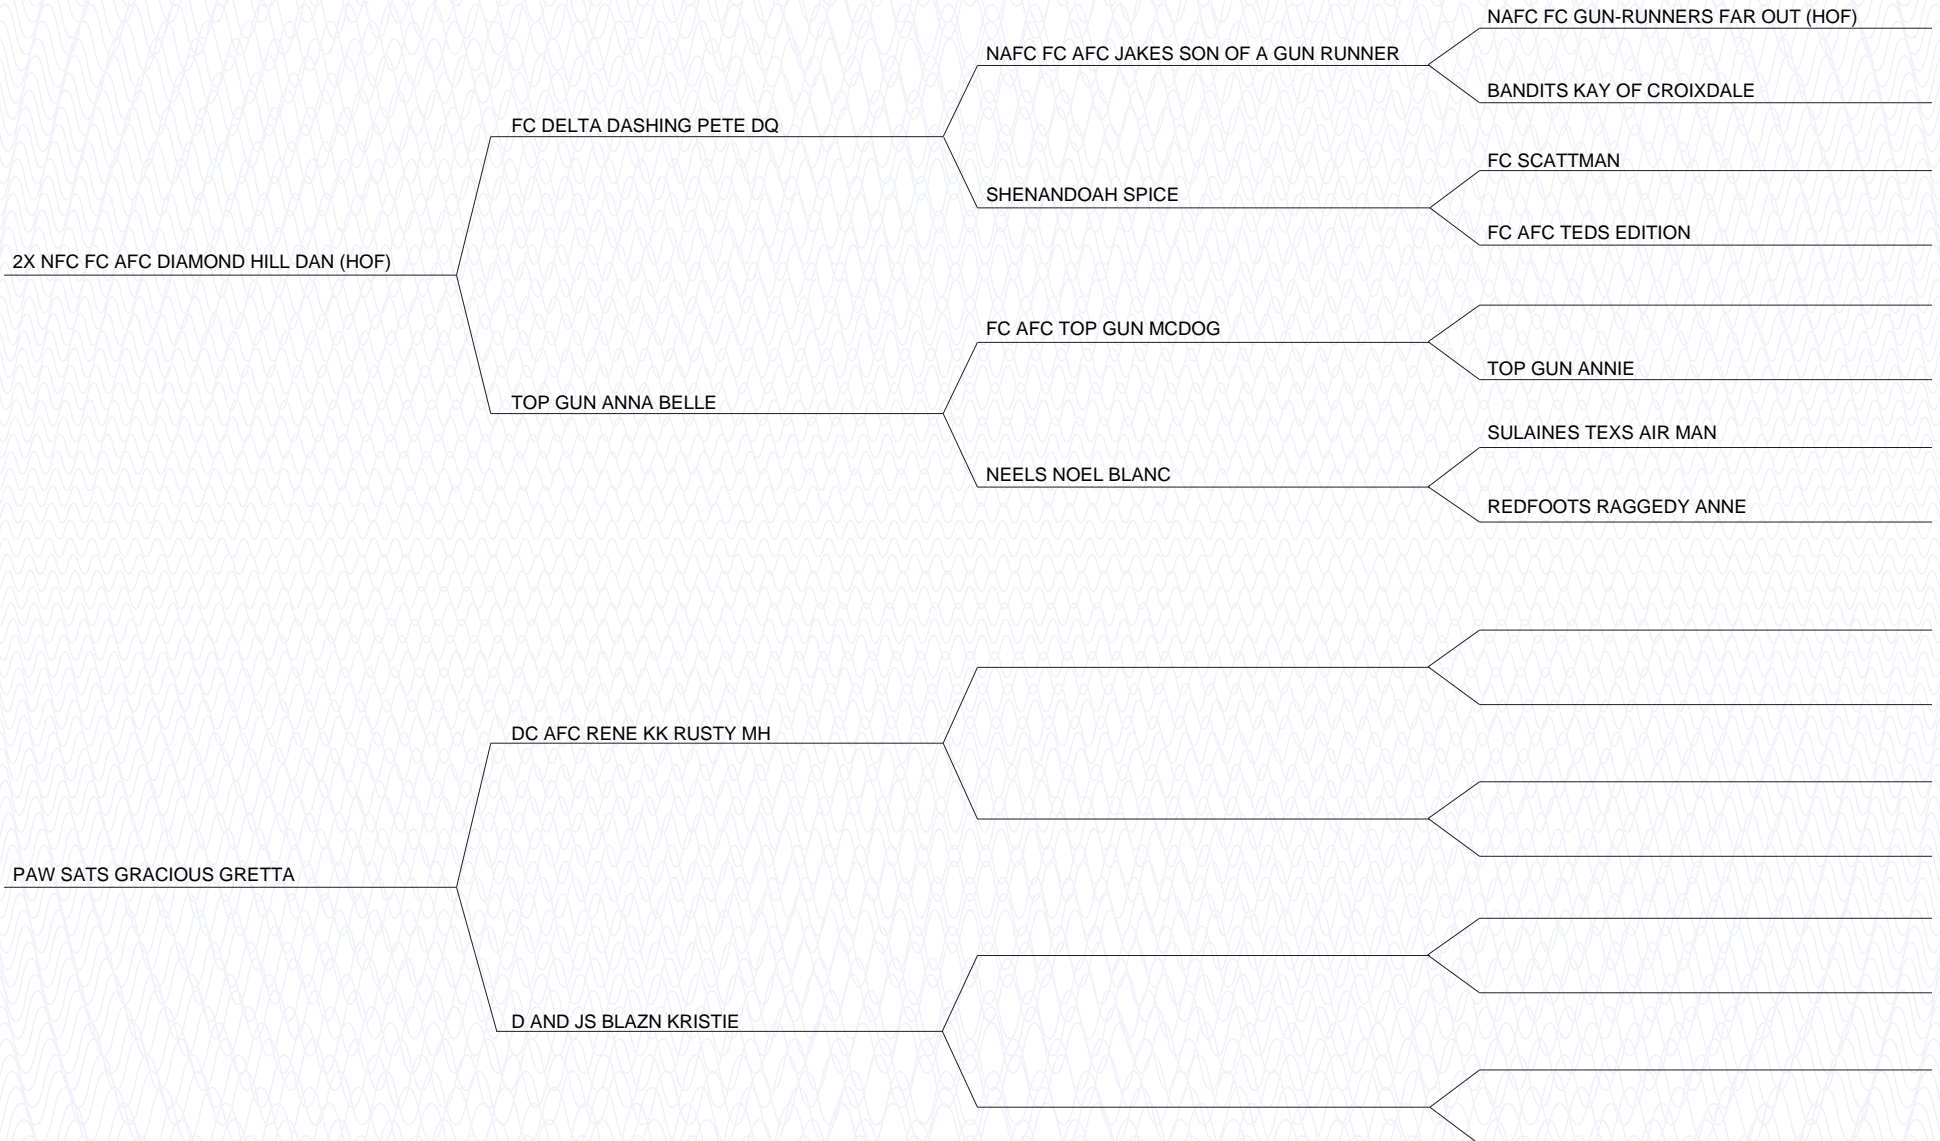 NAFC FC GUN-RUNNERS FAR OUT (HOF)
NAFC FC AFC JAKES SON OF A GUN RUNNER
BANDITS KAY OF CROIXDALE
FC DELTA DASHING PETE DQ
FC SCATTMAN
SHENANDOAH SPICE
FC AFC TEDS EDITION
2X NFC FC AFC DIAMOND HILL DAN (HOF)
FC AFC TOP GUN MCDOG
TOP GUN ANNIE
TOP GUN ANNA BELLE
SULAINES TEXS AIR MAN
NEELS NOEL BLANC
REDFOOTS RAGGEDY ANNE
DC AFC RENE KK RUSTY MH
PAW SATS GRACIOUS GRETTA
D AND JS BLAZN KRISTIE